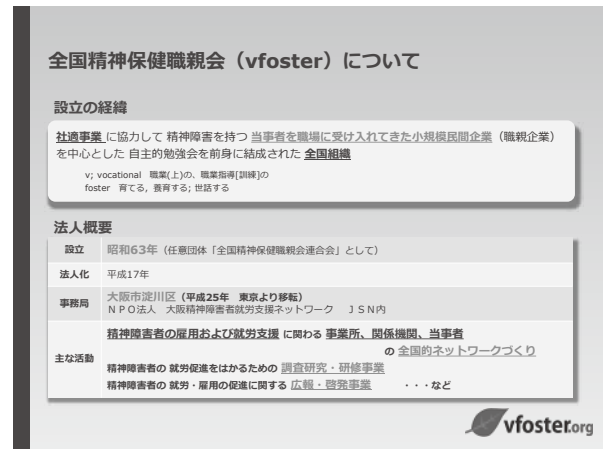 全国精神保健職親会（vfoster）について
設立の経緯
社適事業 に協力して 精神障害を持つ 当事者を職場に受け入れてきた小規模民間企業（職親企業）
を中心とした 自主的勉強会を前身に結成された 全国組織
v; vocational 職業(上)の、職業指導[訓練]の
foster 育てる, 養育する; 世話する
法人概要
設立 昭和63年（任意団体「全国精神保健職親会連合会」として）
法人化 平成17年
事務局 大阪市淀川区（平成25年 東京より移転）
ＮＰＯ法人 大阪精神障害者就労支援ネットワーク ＪＳＮ内
主な活動 精神障害者の雇用および就労支援 に関わる 事業所、関係機関、当事者
の 全国的ネットワークづくり
精神障害者の 就労促進をはかるための 調査研究・研修事業
精神障害者の 就労・雇用の促進に関する 広報・啓発事業 ・・・など
vfoster.org